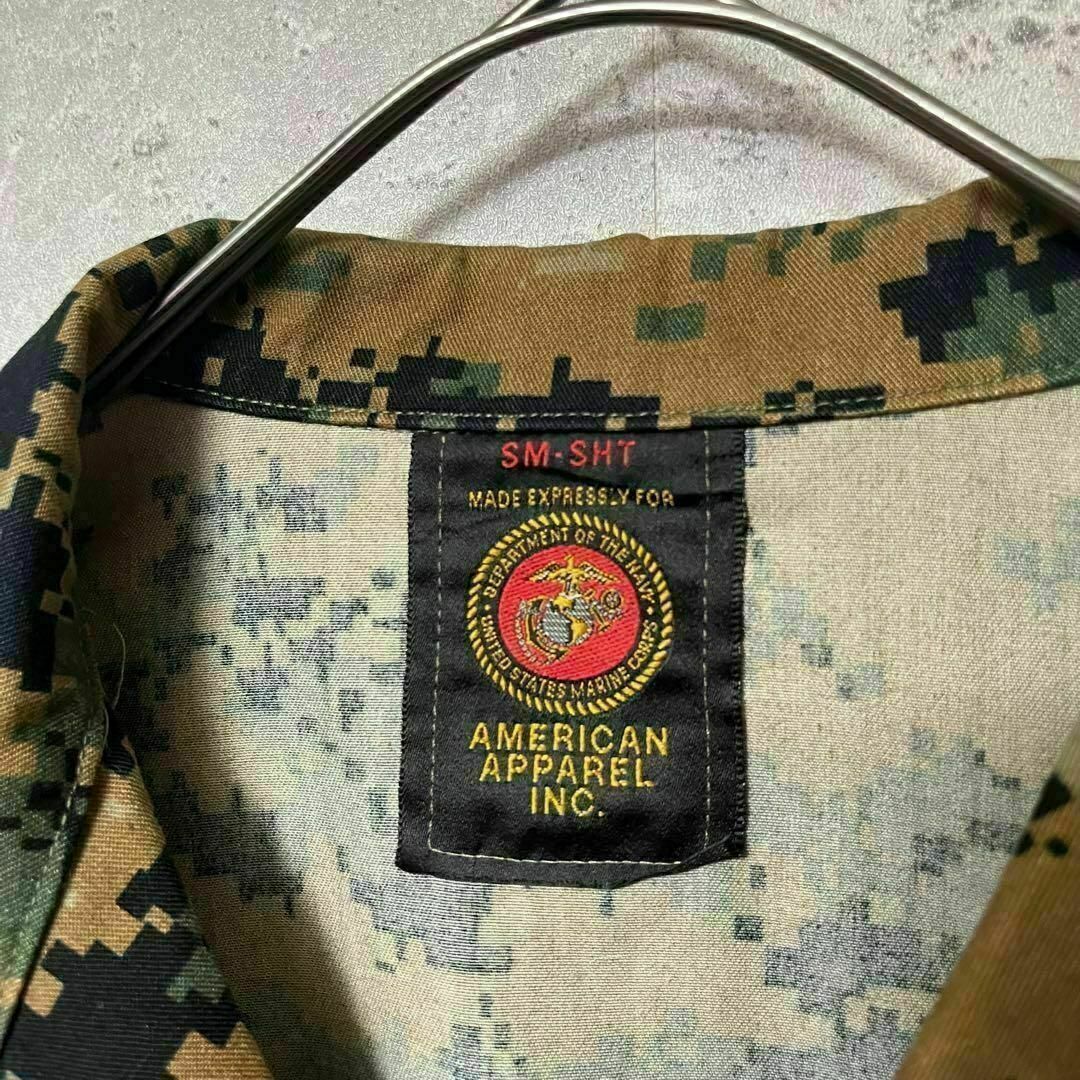 SM-SHT
MADE EXPRESSLY FOR
DEPARTMENT OF THE NAVY
UNITED STATES MARINE CORPS
AMERICAN
APPAREL
INC.